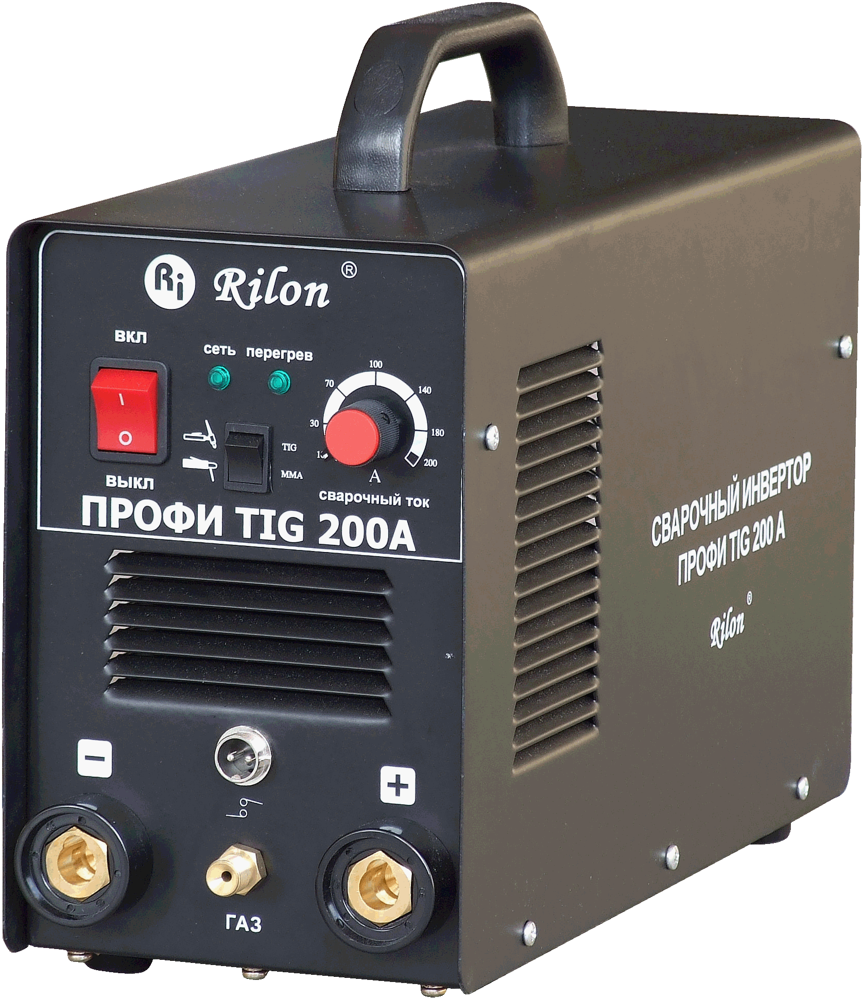 Ri Rilon ®
ВКЛ
сеть перегрев
100
70
140
30
180
200
TIG
MMA
A
ВЫКЛ
сварочный ток
ПРОФИ TIG 200A
СВАРОЧНЫЙ ИНВЕРТОР
ПРОФИ TIG 200 A
Rilon ®
I
O
−
+
ГАЗ